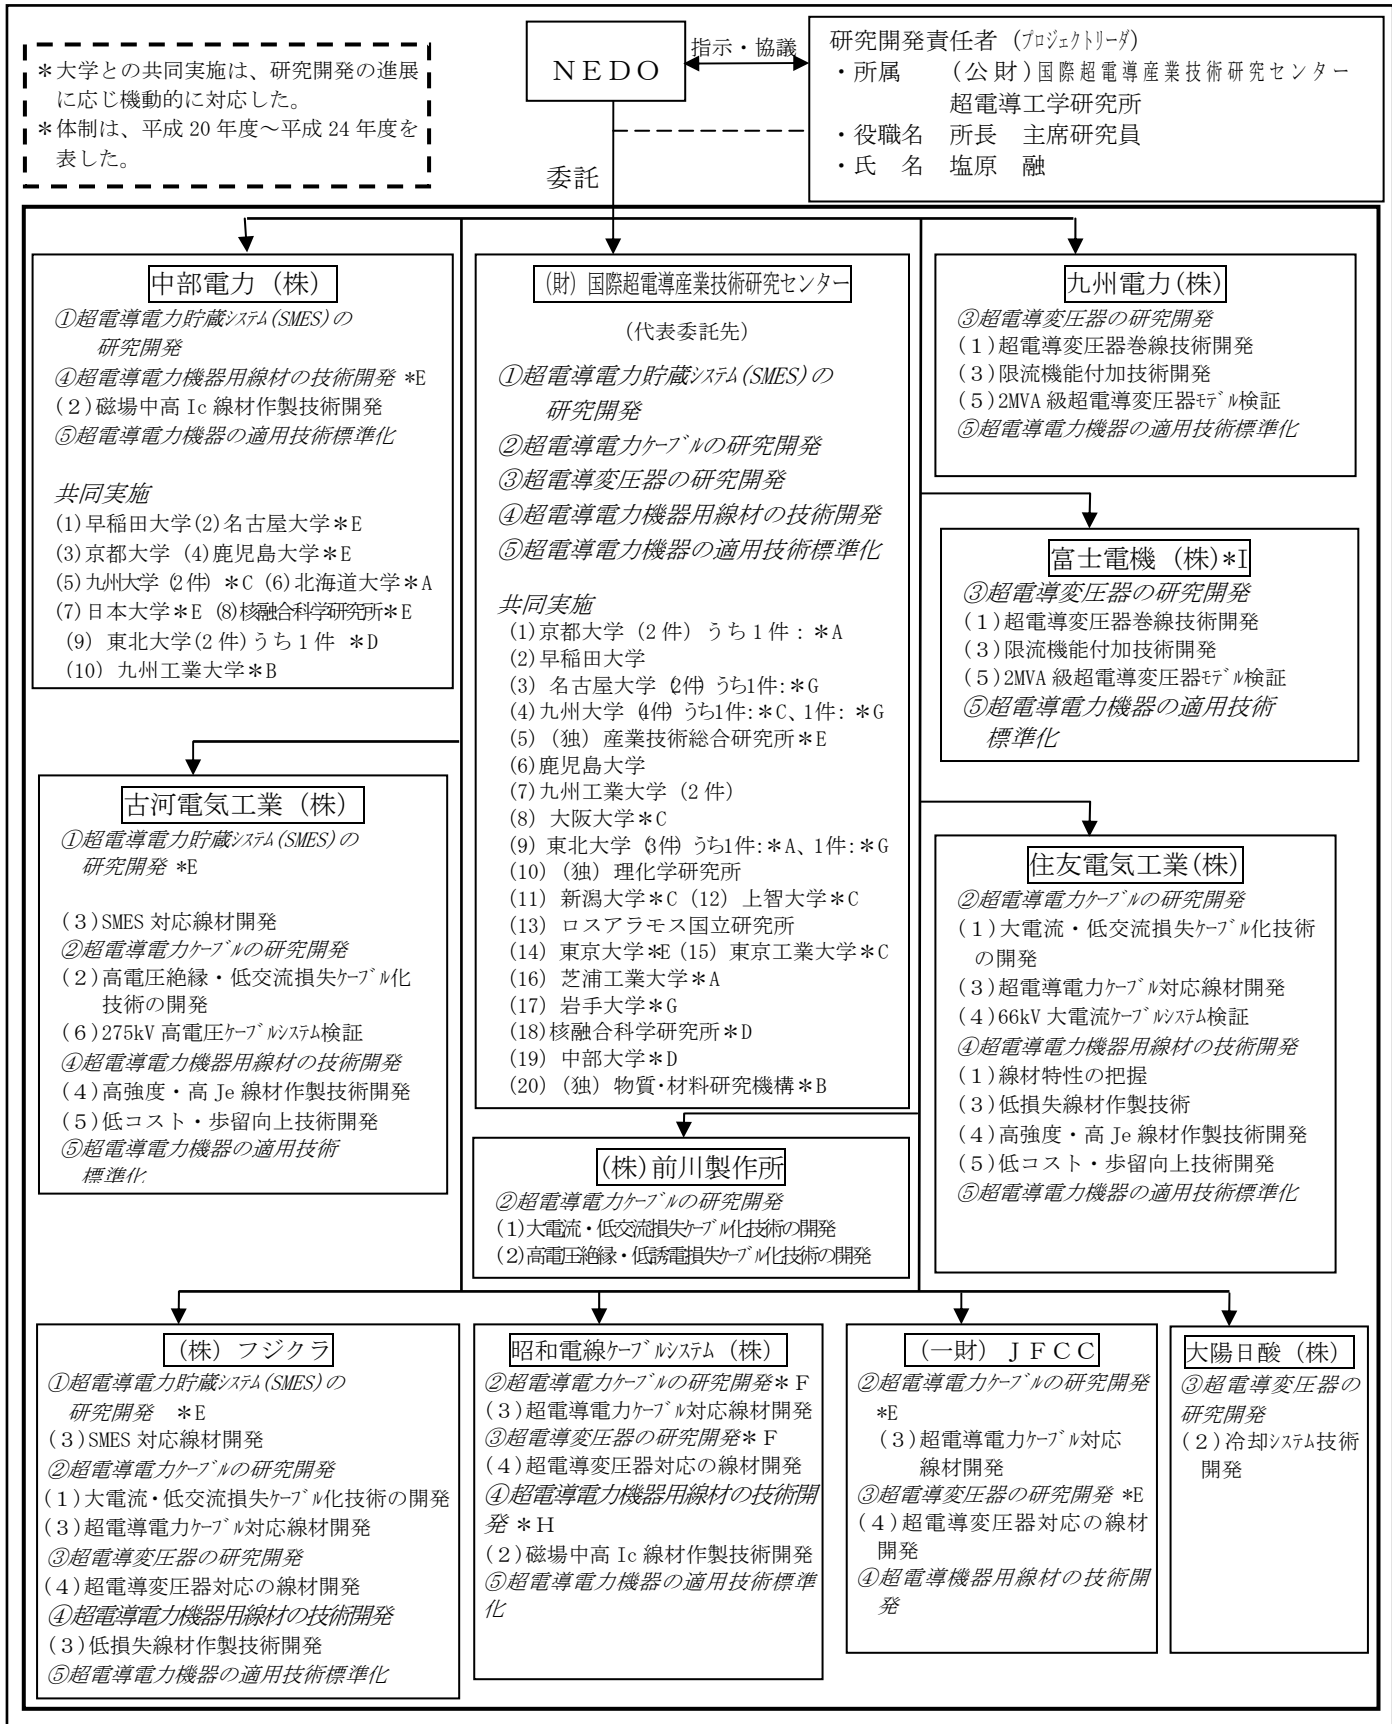 ＊大学との共同実施は、研究開発の進展
に応じ機動的に対応した。
＊体制は、平成 20 年度～平成 24 年度を
表した。
ＮＥＤＯ
指示・協議
研究開発責任者（プロジェクトリーダ）
・所属　　（公財）国際超電導産業技術研究センター
超電導工学研究所
・役職名　所長　主席研究員
・氏　名　塩原　融
委託
中部電力（株）
①超電導電力貯蔵システム(SMES)の
研究開発
④超電導電力機器用線材の技術開発 *E
(２)磁場中高 Ic 線材作製技術開発
⑤超電導電力機器の適用技術標準化
共同実施
(1)早稲田大学(2)名古屋大学＊E
(3)京都大学 (4)鹿児島大学＊E
(5)九州大学（2件）＊C (6)北海道大学＊A
(7)日本大学＊E (8)核融合科学研究所＊E
(9) 東北大学(2 件)うち 1 件 ＊D
(10) 九州工業大学＊B
(財) 国際超電導産業技術研究センター
（代表委託先）
①超電導電力貯蔵システム(SMES)の
研究開発
②超電導電力ケーブルの研究開発
③超電導変圧器の研究開発
④超電導電力機器用線材の技術開発
⑤超電導電力機器の適用技術標準化
共同実施
(1)京都大学（2 件）うち 1 件：＊A
(2)早稲田大学
(3) 名古屋大学（2件）うち1件:＊G
(4)九州大学（4件）うち1件:＊C、1件: ＊G
(5)（独）産業技術総合研究所＊E
(6)鹿児島大学
(7)九州工業大学（2 件）
(8) 大阪大学＊C
(9) 東北大学（3件）うち1件:＊A、1件:＊G
(10)（独）理化学研究所
(11) 新潟大学＊C (12) 上智大学＊C
(13) ロスアラモス国立研究所
(14) 東京大学＊E (15) 東京工業大学＊C
(16) 芝浦工業大学＊A
(17) 岩手大学＊G
(18)核融合科学研究所＊D
(19) 中部大学＊D
(20)（独）物質・材料研究機構＊B
九州電力(株)
③超電導変圧器の研究開発
(１)超電導変圧器巻線技術開発
(３)限流機能付加技術開発
(５)2MVA 級超電導変圧器モデル検証
⑤超電導電力機器の適用技術標準化
富士電機（株)*I
③超電導変圧器の研究開発
(１)超電導変圧器巻線技術開発
(３)限流機能付加技術開発
(５)2MVA 級超電導変圧器モデル検証
⑤超電導電力機器の適用技術
標準化
古河電気工業（株）
①超電導電力貯蔵システム(SMES)の
研究開発 *E
(３)SMES 対応線材開発
②超電導電力ケーブルの研究開発
(２)高電圧絶縁・低交流損失ケーブル化
技術の開発
(６)275kV 高電圧ケーブルシステム検証
④超電導電力機器用線材の技術開発
(４)高強度・高 Je 線材作製技術開発
(５)低コスト・歩留向上技術開発
⑤超電導電力機器の適用技術
標準化
住友電気工業(株)
②超電導電力ケーブルの研究開発
(１)大電流・低交流損失ケーブル化技術
の開発
(３)超電導電力ケーブル対応線材開発
(４)66kV 大電流ケーブルシステム検証
④超電導電力機器用線材の技術開発
(１)線材特性の把握
(３)低損失線材作製技術
(４)高強度・高 Je 線材作製技術開発
(５)低コスト・歩留向上技術開発
⑤超電導電力機器の適用技術標準化
(株)前川製作所
②超電導電力ケーブルの研究開発
(１)大電流・低交流損失ケーブル化技術の開発
(２)高電圧絶縁・低誘電損失ケーブル化技術の開発
（株）フジクラ
①超電導電力貯蔵システム(SMES)の
研究開発　＊E
(３)SMES 対応線材開発
②超電導電力ケーブルの研究開発
(１)大電流・低交流損失ケーブル化技術の開発
(３)超電導電力ケーブル対応線材開発
③超電導変圧器の研究開発
(４)超電導変圧器対応の線材開発
④超電導電力機器用線材の技術開発
(３)低損失線材作製技術開発
⑤超電導電力機器の適用技術標準化
昭和電線ケーブルシステム（株）
②超電導電力ケーブルの研究開発＊Ｆ
(３)超電導電力ケーブル対応線材開発
③超電導変圧器の研究開発＊Ｆ
(４)超電導変圧器対応の線材開発
④超電導電力機器用線材の技術開
発 ＊H
(２)磁場中高 Ic 線材作製技術開発
⑤超電導電力機器の適用技術標準
化
（一財）ＪＦＣＣ
②超電導電力ケーブルの研究開発
*E
(３)超電導電力ケーブル対応
線材開発
③超電導変圧器の研究開発 *E
(４)超電導変圧器対応の線材
開発
④超電導機器用線材の技術開
発
大陽日酸（株）
③超電導変圧器の
研究開発
(２)冷却システム技術
開発